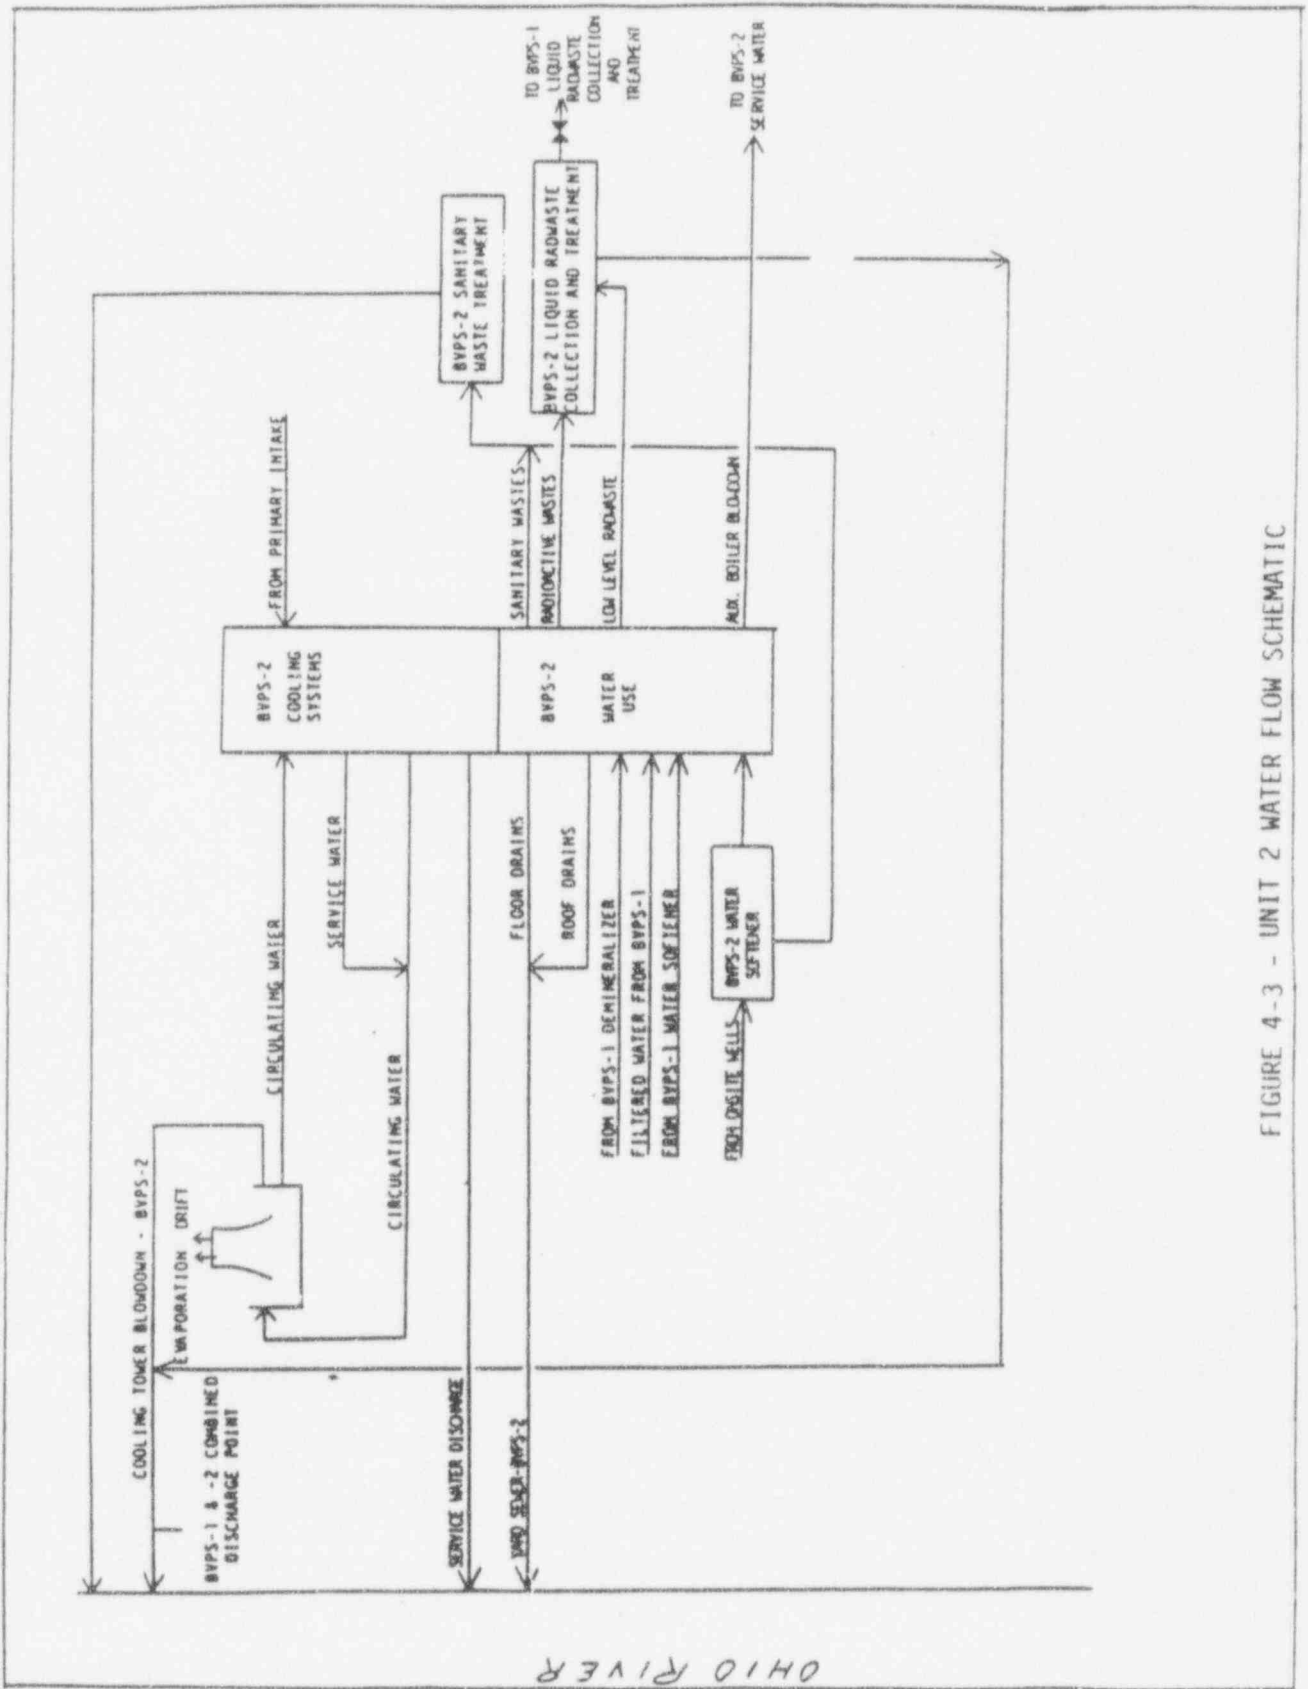 TO BVPS-1
LIQUID
RADWASTE
COLLECTION
AND
TREATMENT
TO BVPS-2
SERVICE WATER
BVPS-2 SANITARY
WASTE TREATMENT
BVPS-2 LIQUID RADWASTE
COLLECTION AND TREATMENT
FROM PRIMARY INTAKE
SANITARY WASTES
RADIOACTIVE WASTES
LOW LEVEL RADWASTE
AUX. BOILER BLOWDOWN
BVPS-2
COOLING
SYSTEMS
BVPS-2
WATER
USE
CIRCULATING WATER
SERVICE WATER
CIRCULATING WATER
FLOOR DRAINS
ROOF DRAINS
FROM BVPS-1 DEMINERALIZER
FILTERED WATER FROM BVPS-1
FROM BVPS-1 WATER SOFTENER
FROM ONSITE WELLS
BVPS-2 WATER
SOFTENER
COOLING TOWER BLOWDOWN - BVPS-2
EVAPORATION DRIFT
BVPS-1 & -2 COMBINED
DISCHARGE POINT
SERVICE WATER DISCHARGE
YARD SEWER-BVPS-2
OHIO RIVER
FIGURE 4-3 - UNIT 2 WATER FLOW SCHEMATIC